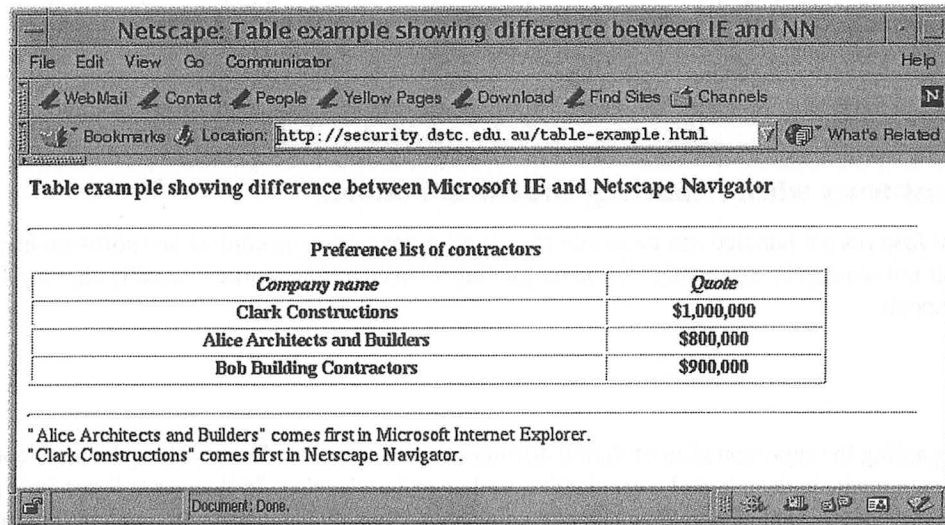 Netscape: Table example showing difference between IE and NN
File Edit View Go Communicator Help
WebMail Contact People Yellow Pages Download Find Sites Channels N
Bookmarks Location: http://security.dstc.edu.au/table-example.html What's Related
Table example showing difference between Microsoft IE and Netscape Navigator
Preference list of contractors
Company name Quote
Clark Constructions $1,000,000
Alice Architects and Builders $800,000
Bob Building Contractors $900,000
"Alice Architects and Builders" comes first in Microsoft Internet Explorer.
"Clark Constructions" comes first in Netscape Navigator.
Document: Done.